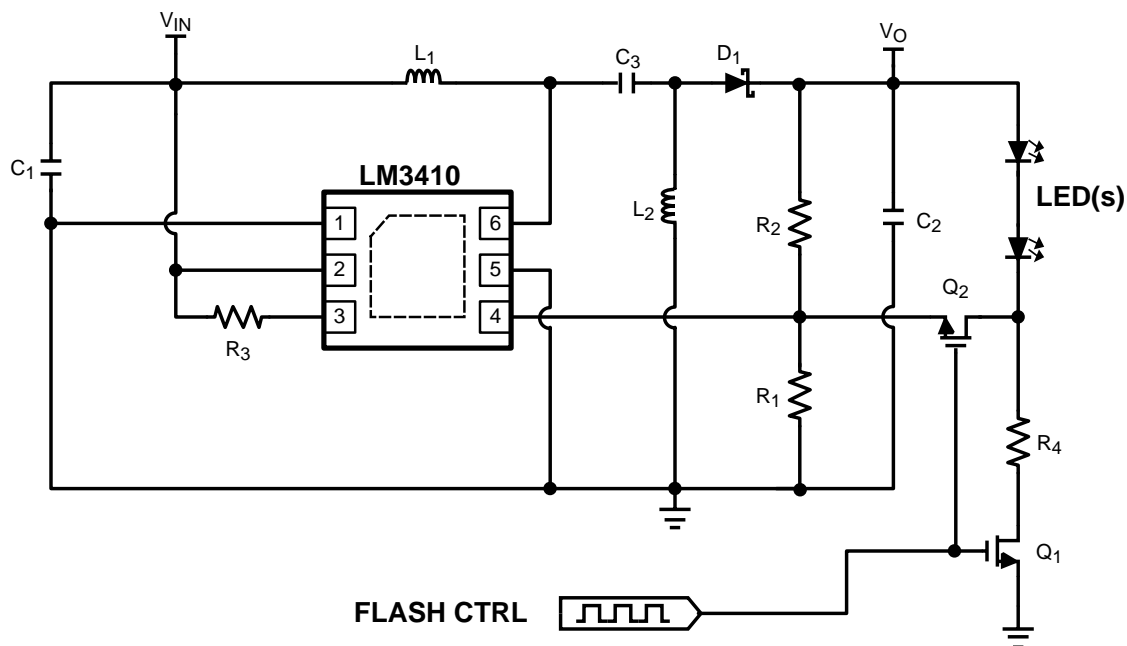 VIN
L1
C3
D1
VO
C1
LM3410
LED(s)
1
6
L2
R2
C2
2
5
Q2
3
4
R3
R1
R4
Q1
FLASH CTRL